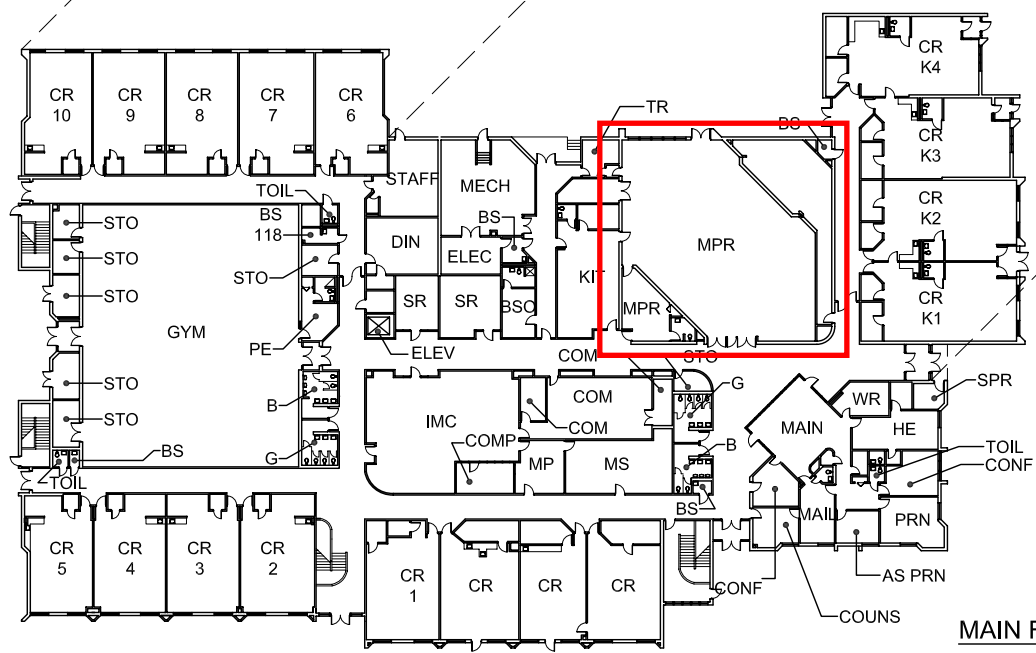 CR
K4
TR
BS
CR
10
CR
9
CR
8
CR
7
CR
6
CR
K3
STAFF
MECH
TOIL
BS
118
STO
STO
STO
STO
DIN
ELEC
BS
KIT
MPR
CR
K2
SR
SR
BSO
MPR
CR
K1
GYM
PE
ELEV
COM
STO
STO
B
STO
G
BS
TOIL
IMC
COM
COM
COMP
MP
MS
G
B
BS
MAIN
WR
SPR
HE
TOIL
CONF
MAIL
PRN
CR
5
CR
4
CR
3
CR
2
CR
1
CR
CR
CR
CONF
AS PRN
COUNS
MAIN F